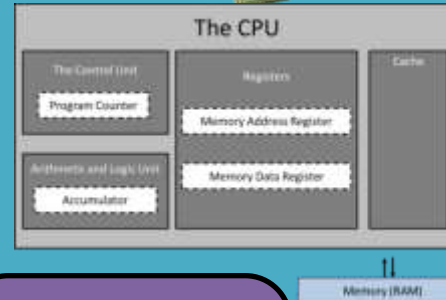 The CPU
The Control Unit
Program Counter
Arithmetic and Logic Unit
Accumulator
Registers
Memory Address Register
Memory Data Register
Cache
Memory (RAM)